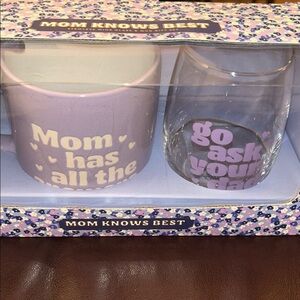 MOM KNOWS BEST
Mom
has
all the
go
ask
your
MOM KNOWS BEST